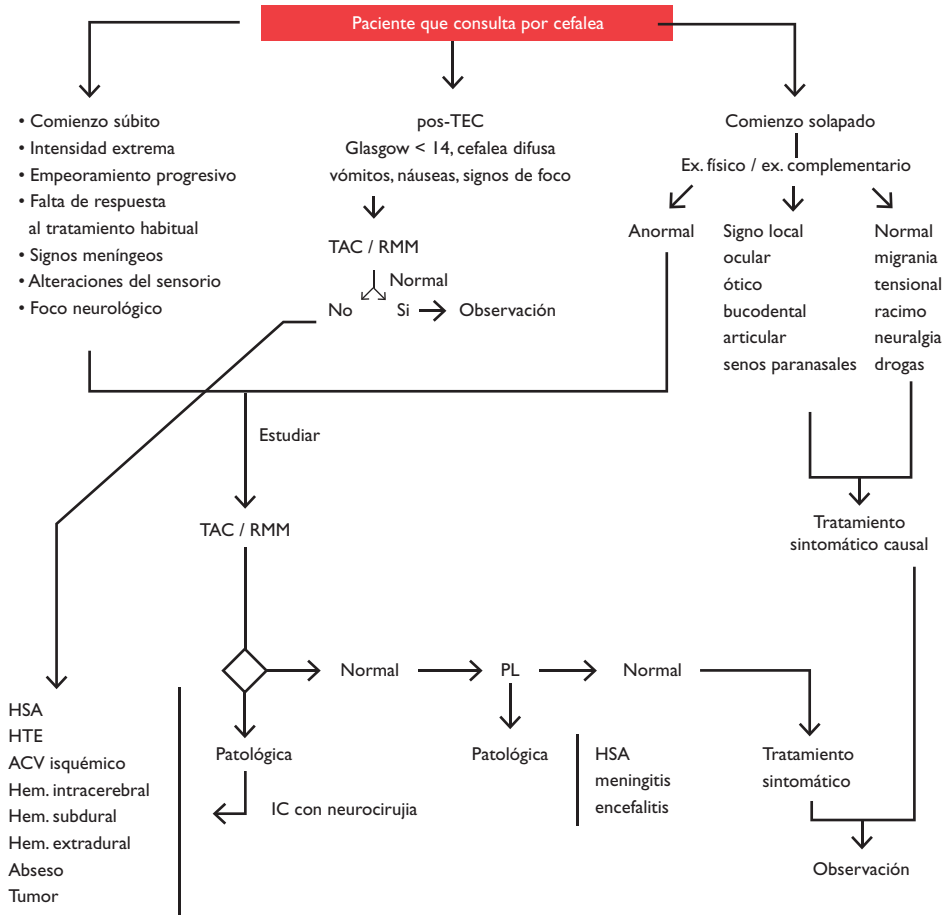 Paciente que consulta por cefalea
• Comienzo súbito
• Intensidad extrema
• Empeoramiento progresivo
• Falta de respuesta
al tratamiento habitual
• Signos meníngeos
• Alteraciones del sensorio
• Foco neurológico
pos-TEC
Glasgow < 14, cefalea difusa
vómitos, náuseas, signos de foco
TAC / RMM
Normal
No
Si
Observación
Comienzo solapado
Ex. físico / ex. complementario
Anormal
Signo local
ocular
ótico
bucodental
articular
senos paranasales
Normal
migrania
tensional
racimo
neuralgia
drogas
Estudiar
TAC / RMM
Tratamiento
sintomático causal
Normal
PL
Normal
HSA
HTE
ACV isquémico
Hem. intracerebral
Hem. subdural
Hem. extradural
Abseso
Tumor
Patológica
IC con neurocirujia
Patológica
HSA
meningitis
encefalitis
Tratamiento
sintomático
Observación